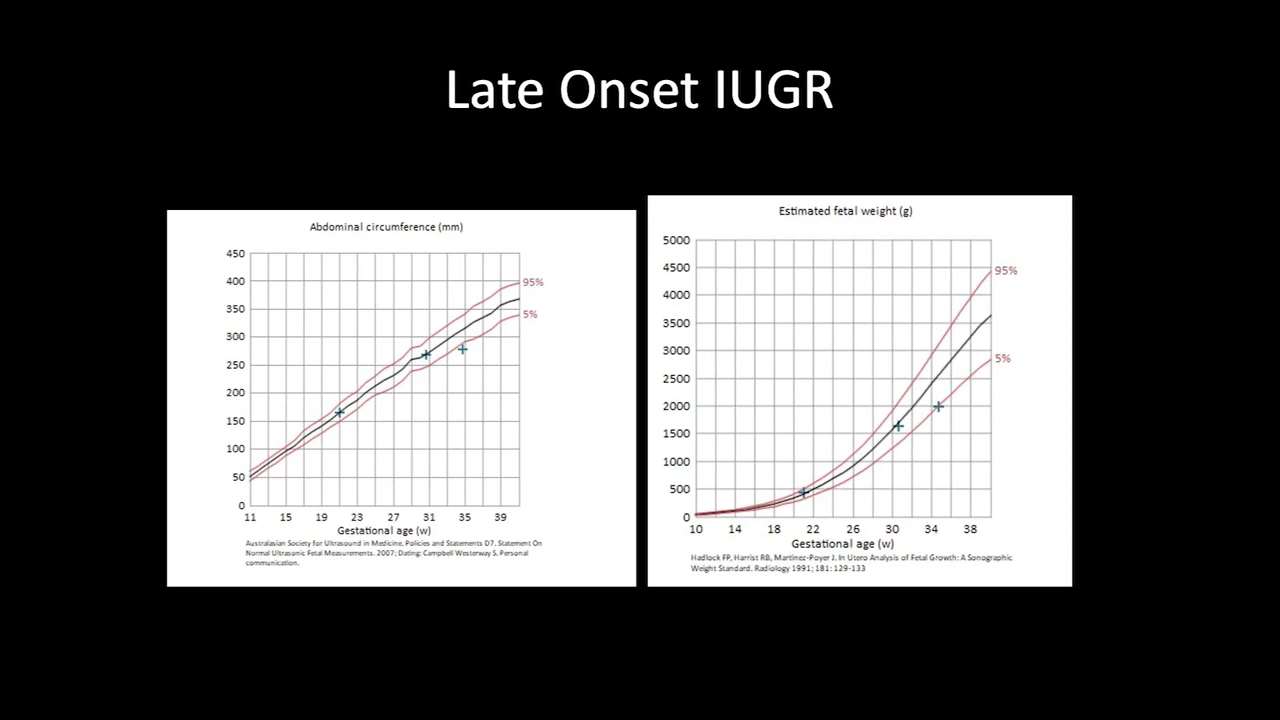 Late Onset IUGR
Abdominal circumference (mm)
450
400
350
300
250
200
150
100
50
0
95%
5%
11 15 19 23 27 31 35 39
Gestational age (w)
Australasian Society for Ultrasound in Medicine. Policies and Statements D7. Statement On
Normal Ultrasonic Fetal Measurements. 2007; Dating: Campbell Westerway S. Personal
communication.
Estimated fetal weight (g)
5000
4500
4000
3500
3000
2500
2000
1500
1000
500
0
95%
5%
10 14 18 22 26 30 34 38
Gestational age (w)
Hadlock FP, Harrist RB, Martinez-Poyer J. In Utero Analysis of Fetal Growth: A Sonographic
Weight Standard. Radiology 1991; 181: 129-133